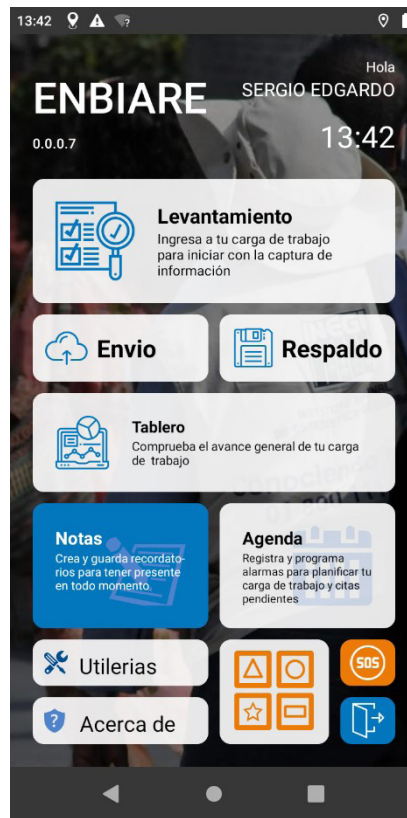 13:42
Hola
ENBIARE
SERGIO EDGARDO
0.0.0.7
13:42
Levantamiento
Ingresa a tu carga de trabajo
para iniciar con la captura de
información
Envio
Respaldo
Tablero
Comprueba el avance general de tu carga
de trabajo
Notas
Crea y guarda recordato-
rios para tener presente
en todo momento.
Agenda
Registra y programa
alarmas para planificar tu
carga de trabajo y citas
pendientes
Utilerias
SOS
Acerca de